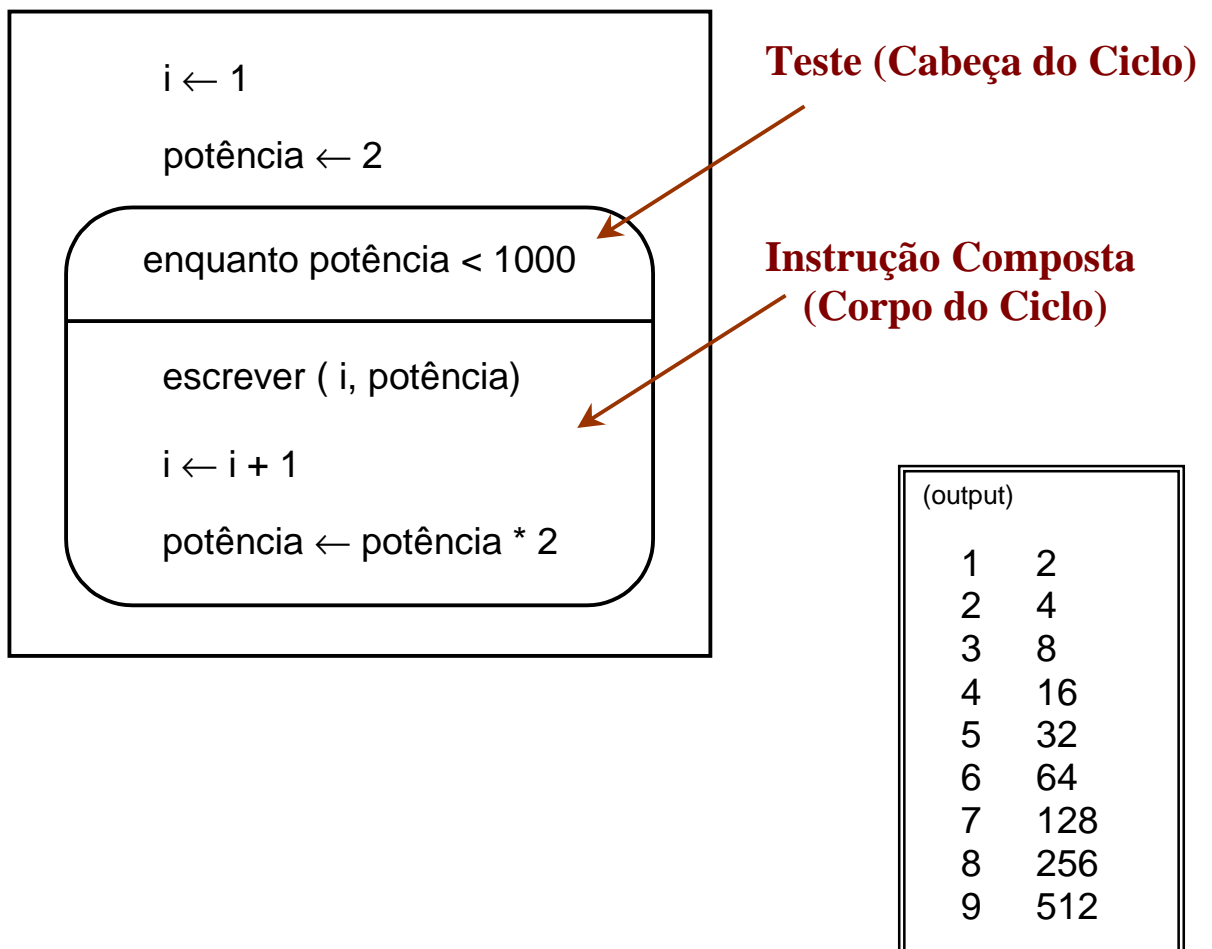 i ← 1
potência ← 2
enquanto potência < 1000
escrever ( i, potência)
i ← i + 1
potência ← potência * 2
Teste (Cabeça do Ciclo)
Instrução Composta
(Corpo do Ciclo)
(output)
1 2
2 4
3 8
4 16
5 32
6 64
7 128
8 256
9 512